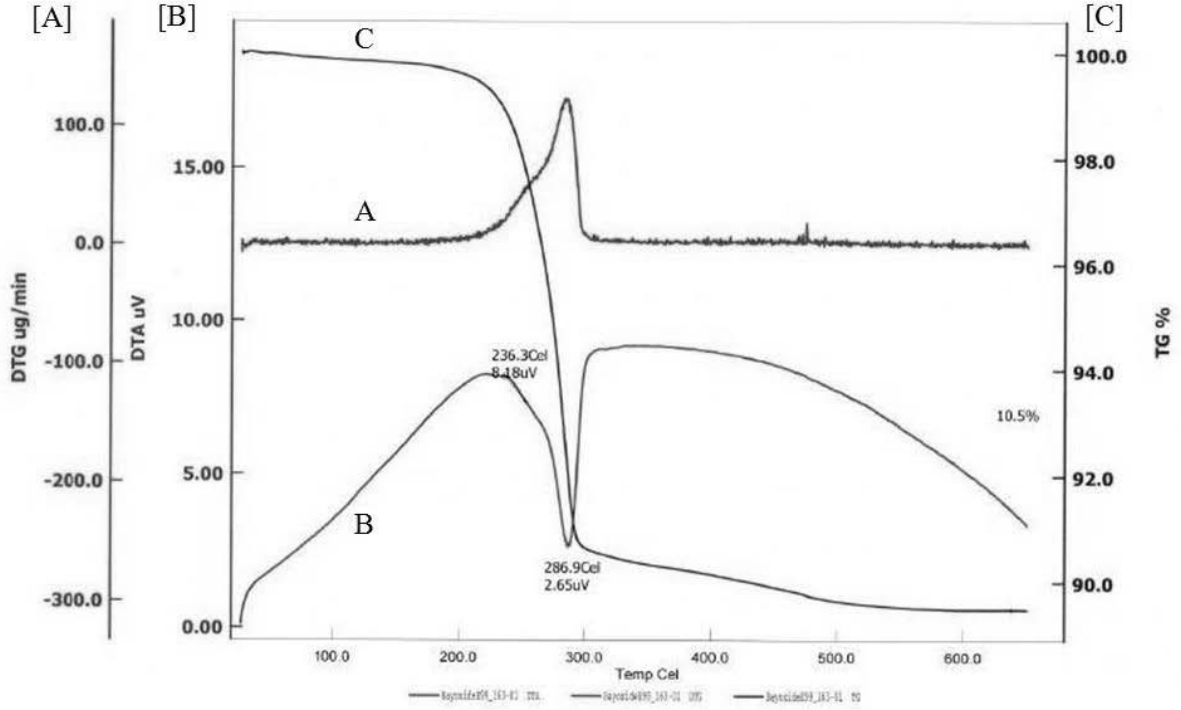 [A] [B] [C]
C
100.0
100.0
98.0
15.00
A
0.0
96.0
DTG ug/min
DTA uV
TG %
10.00
-100.0
236.3Cel
8.18uV
94.0
10.5%
5.00
-200.0
92.0
B
286.9Cel
2.65uV
90.0
-300.0
0.00
100.0 200.0 300.0 400.0 500.0 600.0
Temp Cel
DTA DTG TG